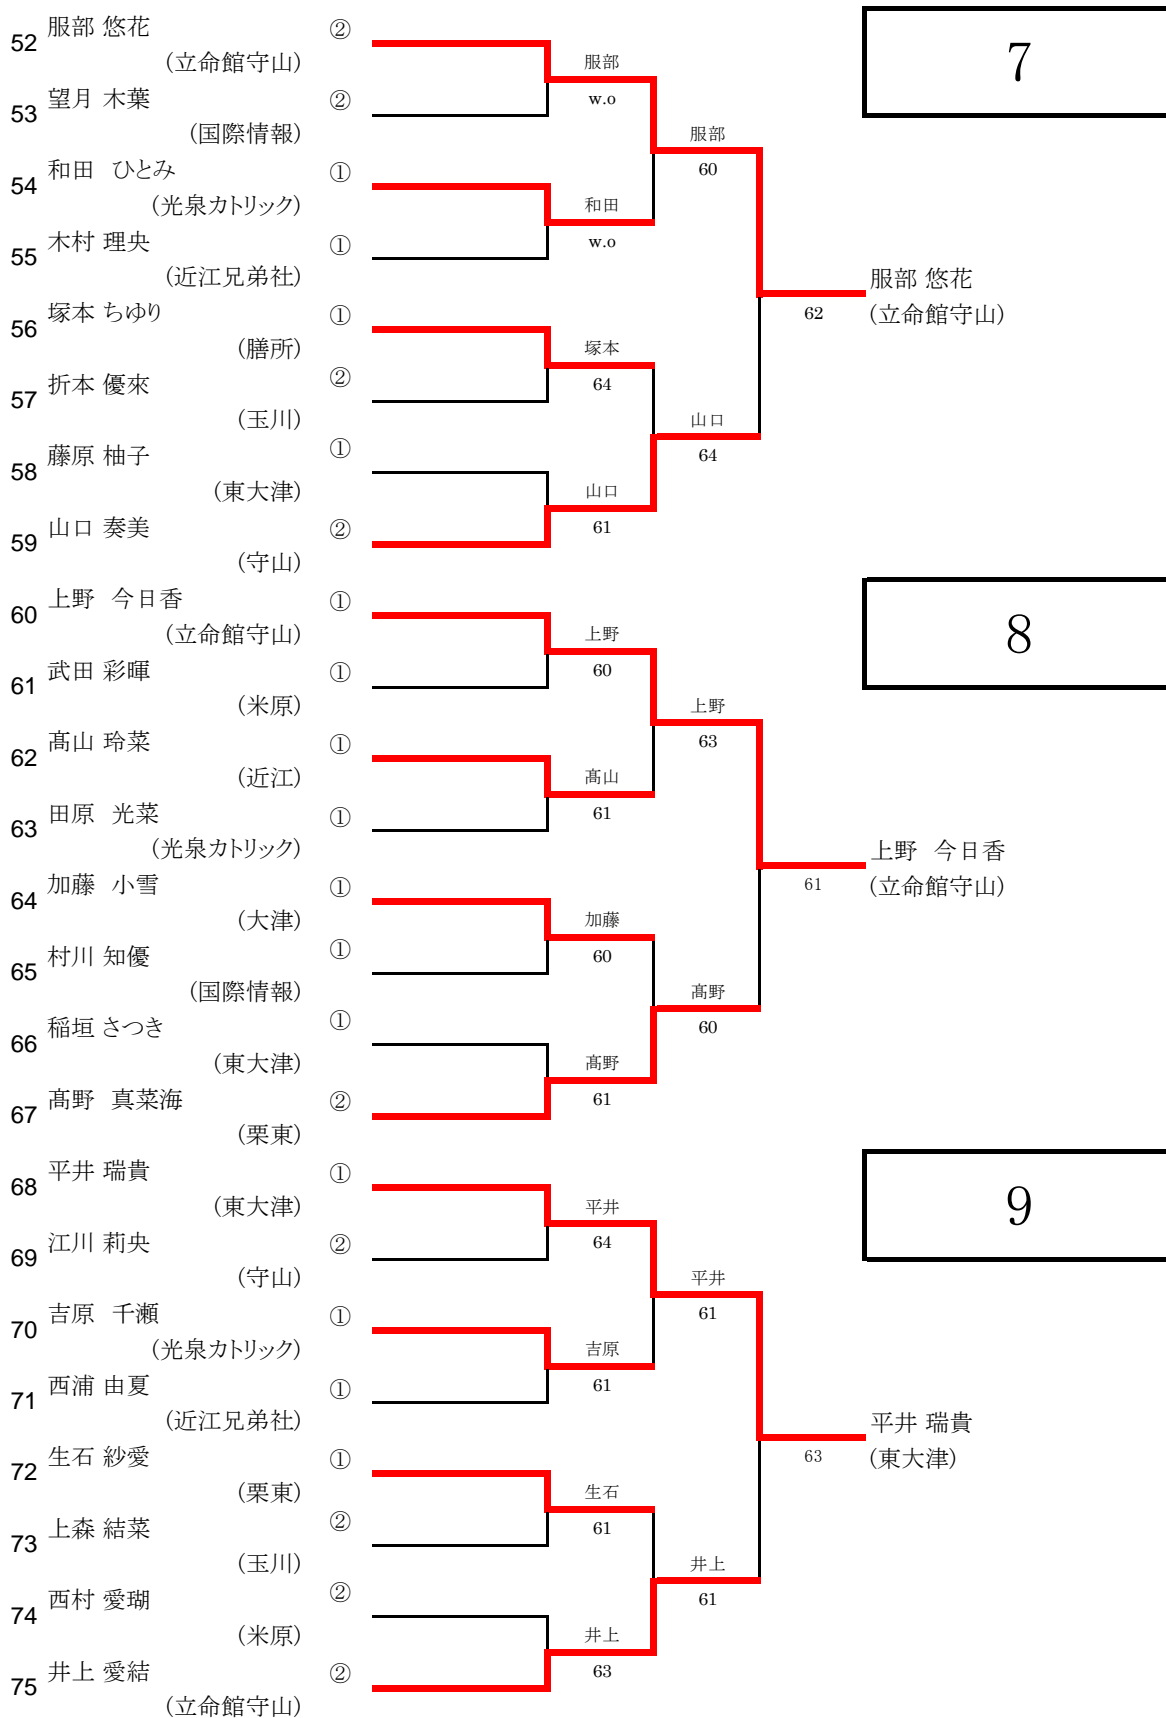 52 服部 悠花 ②
(立命館守山)
服部
w.o
53 望月 木葉 ②
(国際情報)
服部
60
54 和田　ひとみ ①
(光泉カトリック)
和田
w.o
55 木村 理央 ①
(近江兄弟社)
服部 悠花
(立命館守山)
62
56 塚本 ちゆり ①
(膳所)
塚本
64
57 折本 優來 ②
(玉川)
山口
64
58 藤原 柚子 ①
(東大津)
山口
61
59 山口 奏美 ②
(守山)
7
60 上野　今日香 ①
(立命館守山)
上野
60
61 武田 彩暉 ①
(米原)
上野
63
62 髙山 玲菜 ①
(近江)
髙山
61
63 田原　光菜 ①
(光泉カトリック)
上野　今日香
(立命館守山)
61
64 加藤　小雪 ①
(大津)
加藤
60
65 村川 知優 ①
(国際情報)
髙野
60
66 稲垣 さつき ①
(東大津)
髙野
61
67 髙野　真菜海 ②
(栗東)
8
68 平井 瑞貴 ①
(東大津)
平井
64
69 江川 莉央 ②
(守山)
平井
61
70 吉原　千瀬 ①
(光泉カトリック)
吉原
61
71 西浦 由夏 ①
(近江兄弟社)
平井 瑞貴
(東大津)
63
72 生石 紗愛 ①
(栗東)
生石
61
73 上森 結菜 ②
(玉川)
井上
61
74 西村 愛瑚 ②
(米原)
井上
63
75 井上 愛結 ②
(立命館守山)
9